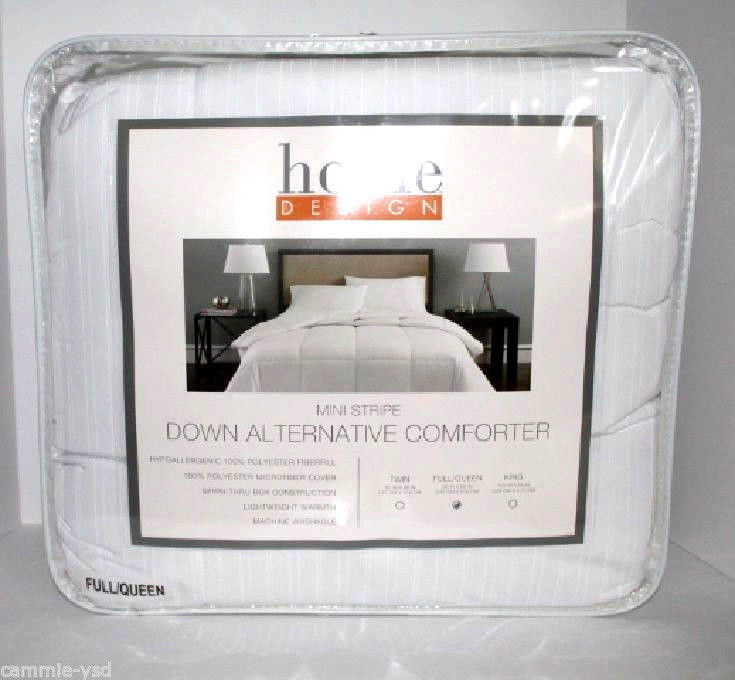 home
DESIGN
MINI STRIPE
DOWN ALTERNATIVE COMFORTER
HYPOALLERGENIC 100% POLYESTER FIBERFILL
100% POLYESTER MICROFIBER COVER
SEWN-THRU BOX CONSTRUCTION
LIGHTWEIGHT WARMTH
MACHINE WASHABLE
TWIN FULL/QUEEN KING
FULL/QUEEN
cammie-ysd